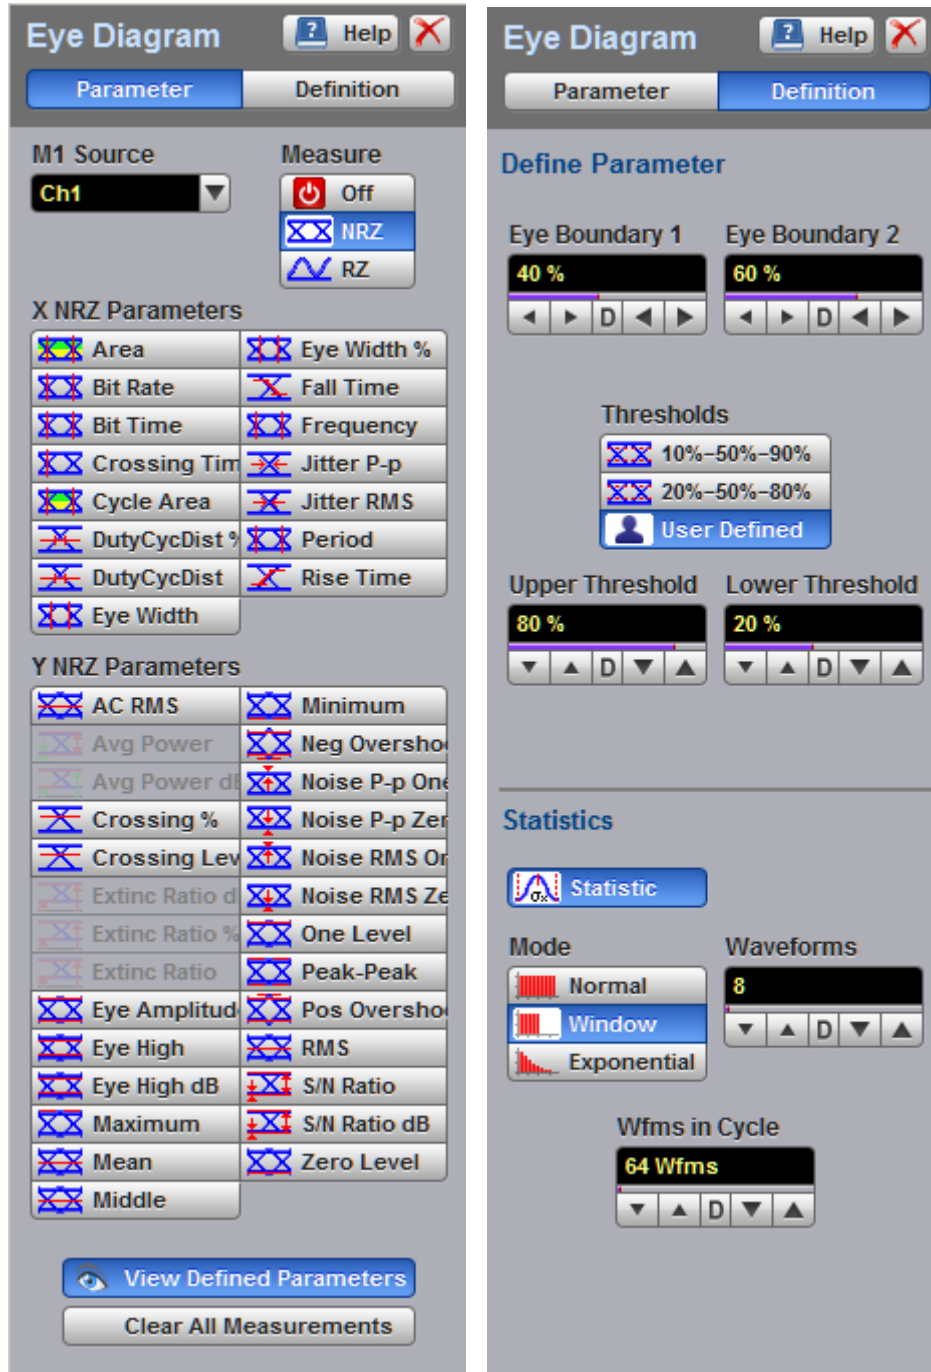 Eye Diagram
Help
Parameter
Definition
M1 Source
Measure
Ch1
Off
NRZ
RZ
X NRZ Parameters
Area
Eye Width %
Bit Rate
Fall Time
Bit Time
Frequency
Crossing Tim
Jitter P-p
Cycle Area
Jitter RMS
DutyCycDist %
Period
DutyCycDist
Rise Time
Eye Width
Y NRZ Parameters
AC RMS
Minimum
Avg Power
Neg Oversho
Avg Power dB
Noise P-p One
Crossing %
Noise P-p Zer
Crossing Lev
Noise RMS On
Extinc Ratio d
Noise RMS Ze
Extinc Ratio %
One Level
Extinc Ratio
Peak-Peak
Eye Amplitud
Pos Oversho
Eye High
RMS
Eye High dB
S/N Ratio
Maximum
S/N Ratio dB
Mean
Zero Level
Middle
View Defined Parameters
Clear All Measurements
Eye Diagram
Help
Parameter
Definition
Define Parameter
Eye Boundary 1
Eye Boundary 2
40 %
60 %
D
D
Thresholds
10%-50%-90%
20%-50%-80%
User Defined
Upper Threshold
Lower Threshold
80 %
20 %
D
D
Statistics
σx
Statistic
Mode
Waveforms
Normal
8
Window
D
Exponential
Wfms in Cycle
64 Wfms
D